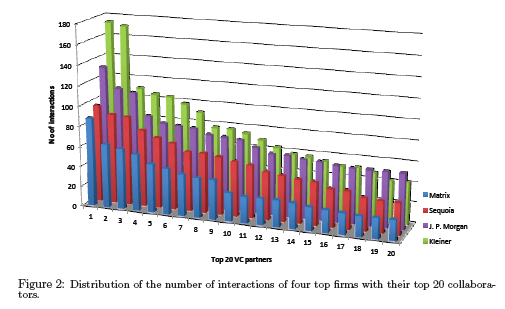 180
160
140
120
100
80
60
40
20
0
No of Interactions
1 2 3 4 5 6 7 8 9 10 11 12 13 14 15 16 17 18 19 20
Top 20 VC partners
Matrix
Sequoia
J. P. Morgan
Kleiner
Figure 2: Distribution of the number of interactions of four top firms with their top 20 collabora-
tors.